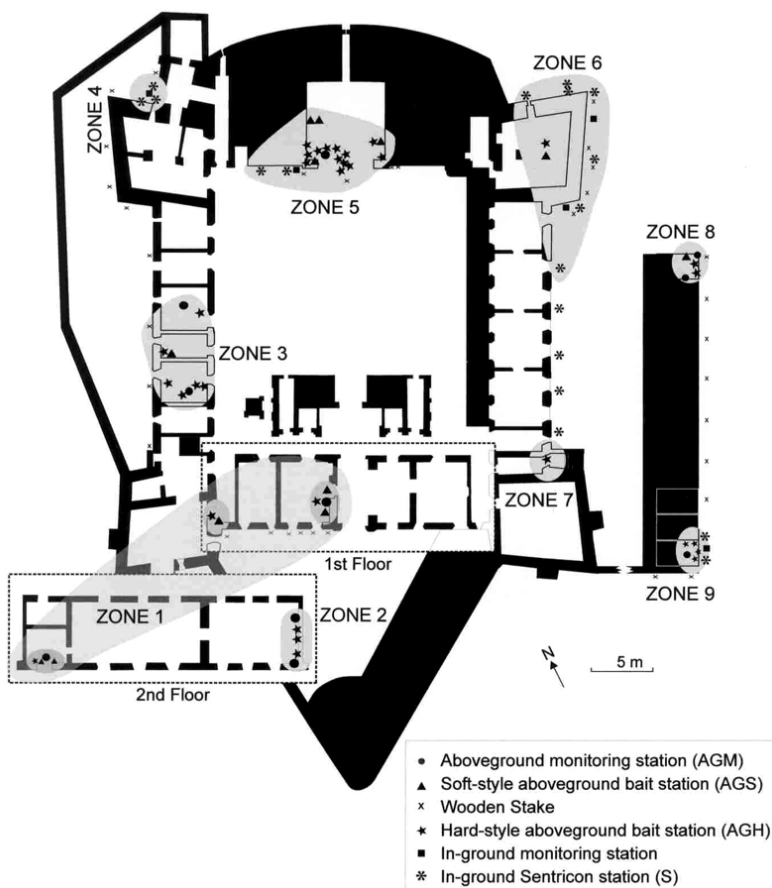 ZONE 6
ZONE 4
ZONE 5
ZONE 8
ZONE 3
ZONE 7
1st Floor
ZONE 1
ZONE 2
ZONE 9
N
5 m
2nd Floor
Aboveground monitoring station (AGM)
Soft-style aboveground bait station (AGS)
Wooden Stake
Hard-style aboveground bait station (AGH)
In-ground monitoring station
In-ground Sentricon station (S)